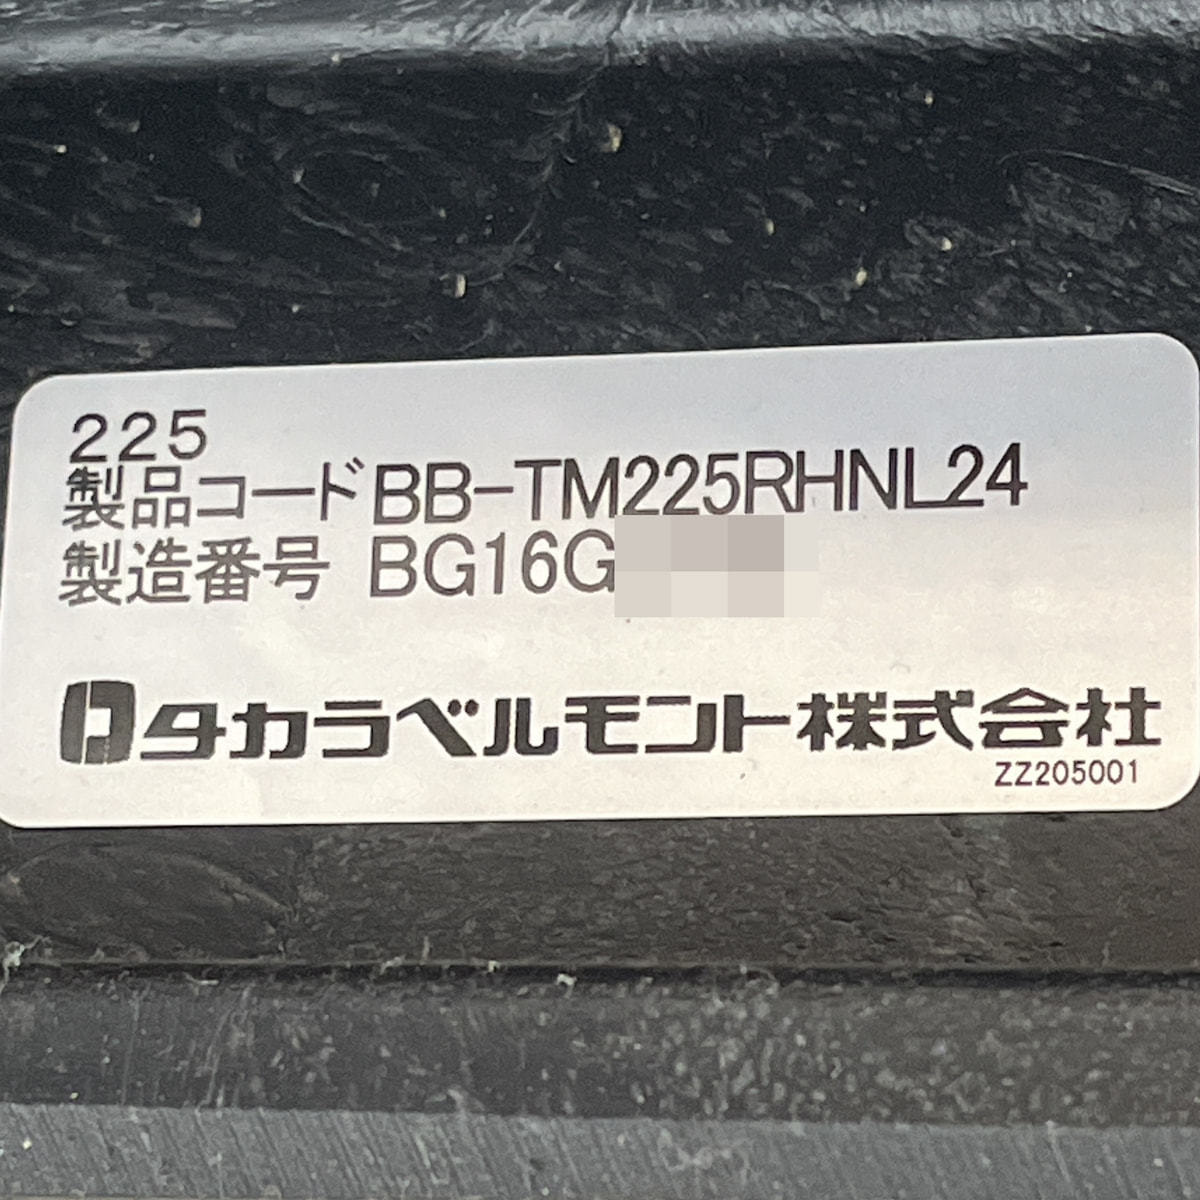 225
製品コードBB-TM225RHNL24
製造番号 BG16G
タカラベルモント株式会社
ZZ205001